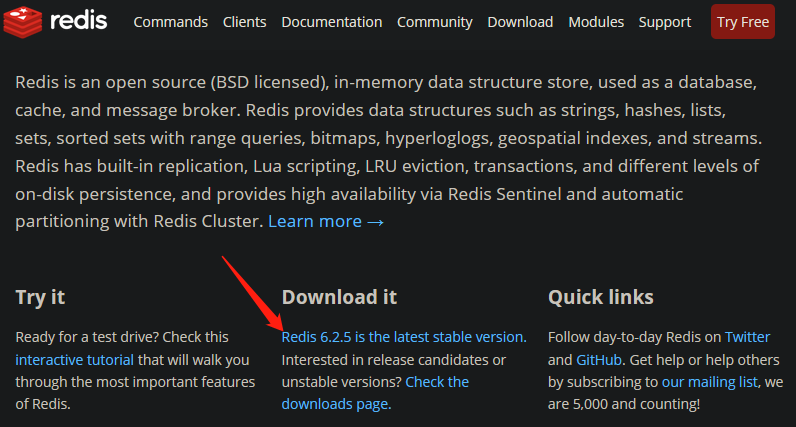 redis Commands Clients Documentation Community Download Modules Support Try Free
Redis is an open source (BSD licensed), in-memory data structure store, used as a database,
cache, and message broker. Redis provides data structures such as strings, hashes, lists,
sets, sorted sets with range queries, bitmaps, hyperloglogs, geospatial indexes, and streams.
Redis has built-in replication, Lua scripting, LRU eviction, transactions, and different levels of
on-disk persistence, and provides high availability via Redis Sentinel and automatic
partitioning with Redis Cluster. Learn more →
Try it
Ready for a test drive? Check this
interactive tutorial that will walk you
through the most important features
of Redis.
Download it
Redis 6.2.5 is the latest stable version.
Interested in release candidates or
unstable versions? Check the
downloads page.
Quick links
Follow day-to-day Redis on Twitter
and GitHub. Get help or help others
by subscribing to our mailing list, we
are 5,000 and counting!